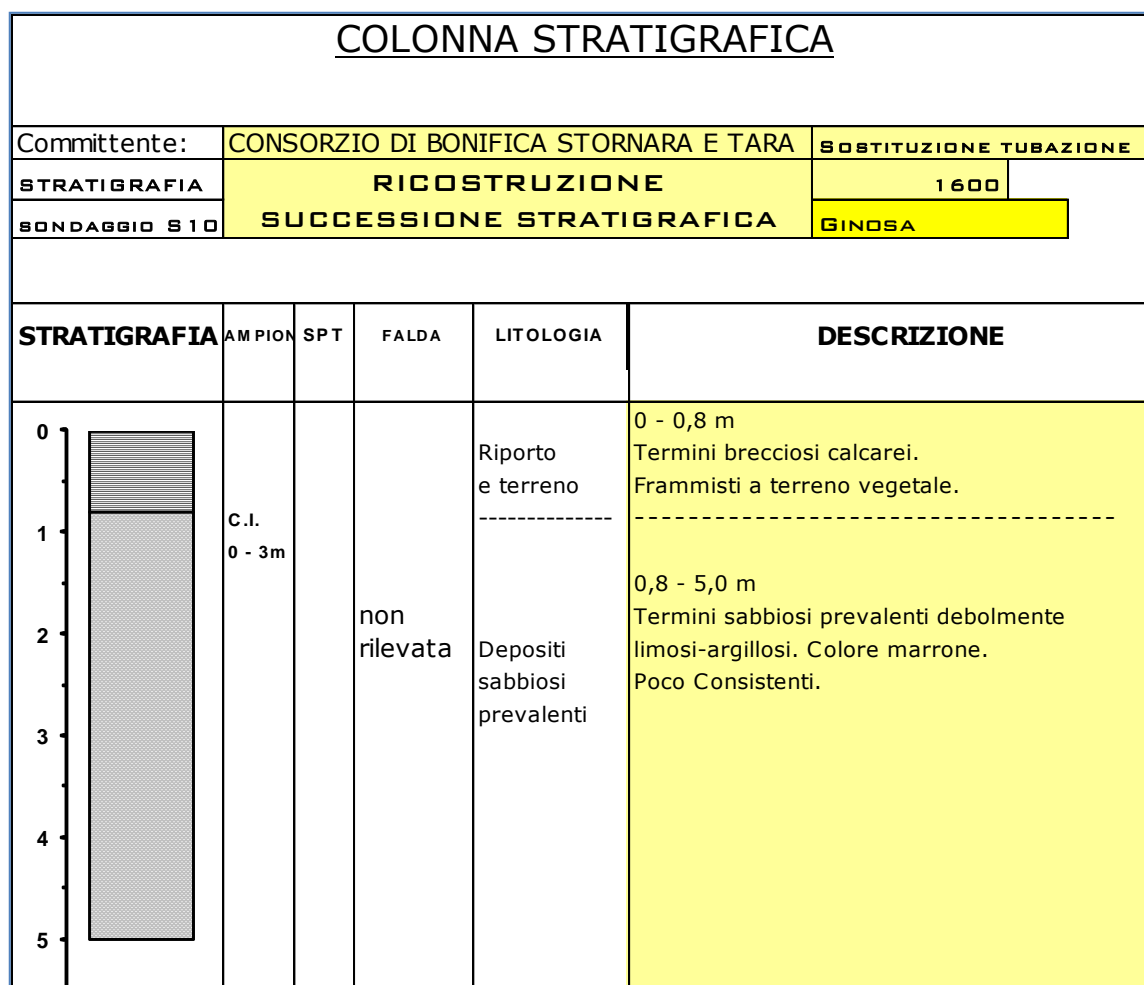 COLONNA STRATIGRAFICA
Committente: CONSORZIO DI BONIFICA STORNARA E TARA SOSTITUZIONE TUBAZIONE
STRATIGRAFIA RICOSTRUZIONE 1600
SONDAGGIO S10 SUCCESSIONE STRATIGRAFICA GINOSA
STRATIGRAFIA AMPION SPT FALDA LITOLOGIA DESCRIZIONE
0
1
2
3
4
5
C.I.
0 - 3m
non
rilevata
Riporto
e terreno
--------------
Depositi
sabbiosi
prevalenti
0 - 0,8 m
Termini brecciosi calcarei.
Frammisti a terreno vegetale.
------------------------------------
0,8 - 5,0 m
Termini sabbiosi prevalenti debolmente
limosi-argillosi. Colore marrone.
Poco Consistenti.